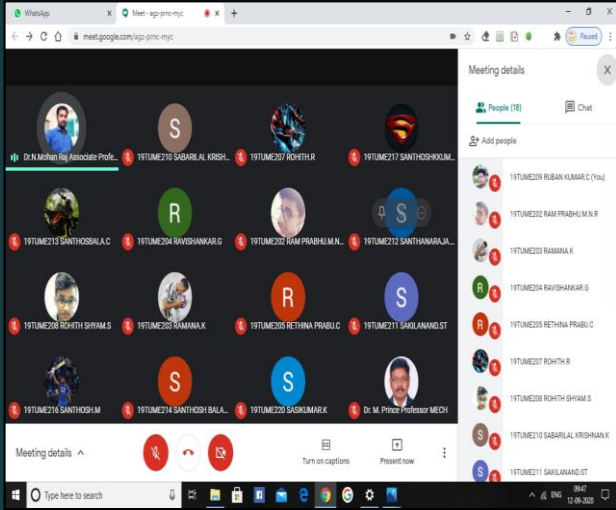 WhatsApp
Meet - agz-prnc-myc
Paused
meet.google.com/agz-prnc-myc
Dr.N.Mohan Raj Associate Profe...
S
19TUME210 SABARILAL KRISH...
19TUME207 ROHITH.R
19TUME217 SANTHOSHKKUM...
19TUME213 SANTHOSBALA.C
R
19TUME204 RAVISHANKAR.G
19TUME202 RAM PRABHU.M.N...
S
19TUME212 SANTHANARAJA...
19TUME208 ROHITH SHYAM.S
19TUME203 RAMANA.K
R
19TUME205 RETHINA PRABU.C
S
19TUME211 SAKILANAND.ST
19TUME216 SANTHOSH.M
S
19TUME214 SANTHOSH BALA...
S
19TUME220 SASIKUMAR.K
Dr. M. Prince Professor MECH
Meeting details
Turn on captions
Present now
Meeting details
People (18)
Chat
Add people
19TUME209 RUBAN KUMAR.C (You)
19TUME202 RAM PRABHU.M.N.R
19TUME203 RAMANA.K
R
19TUME204 RAVISHANKAR.G
R
19TUME205 RETHINA PRABU.C
19TUME207 ROHITH.R
19TUME208 ROHITH SHYAM.S
S
19TUME210 SABARILAL KRISHNAN.K
S
19TUME211 SAKILANAND.ST
Type here to search
ENG
09:47
12-09-2020